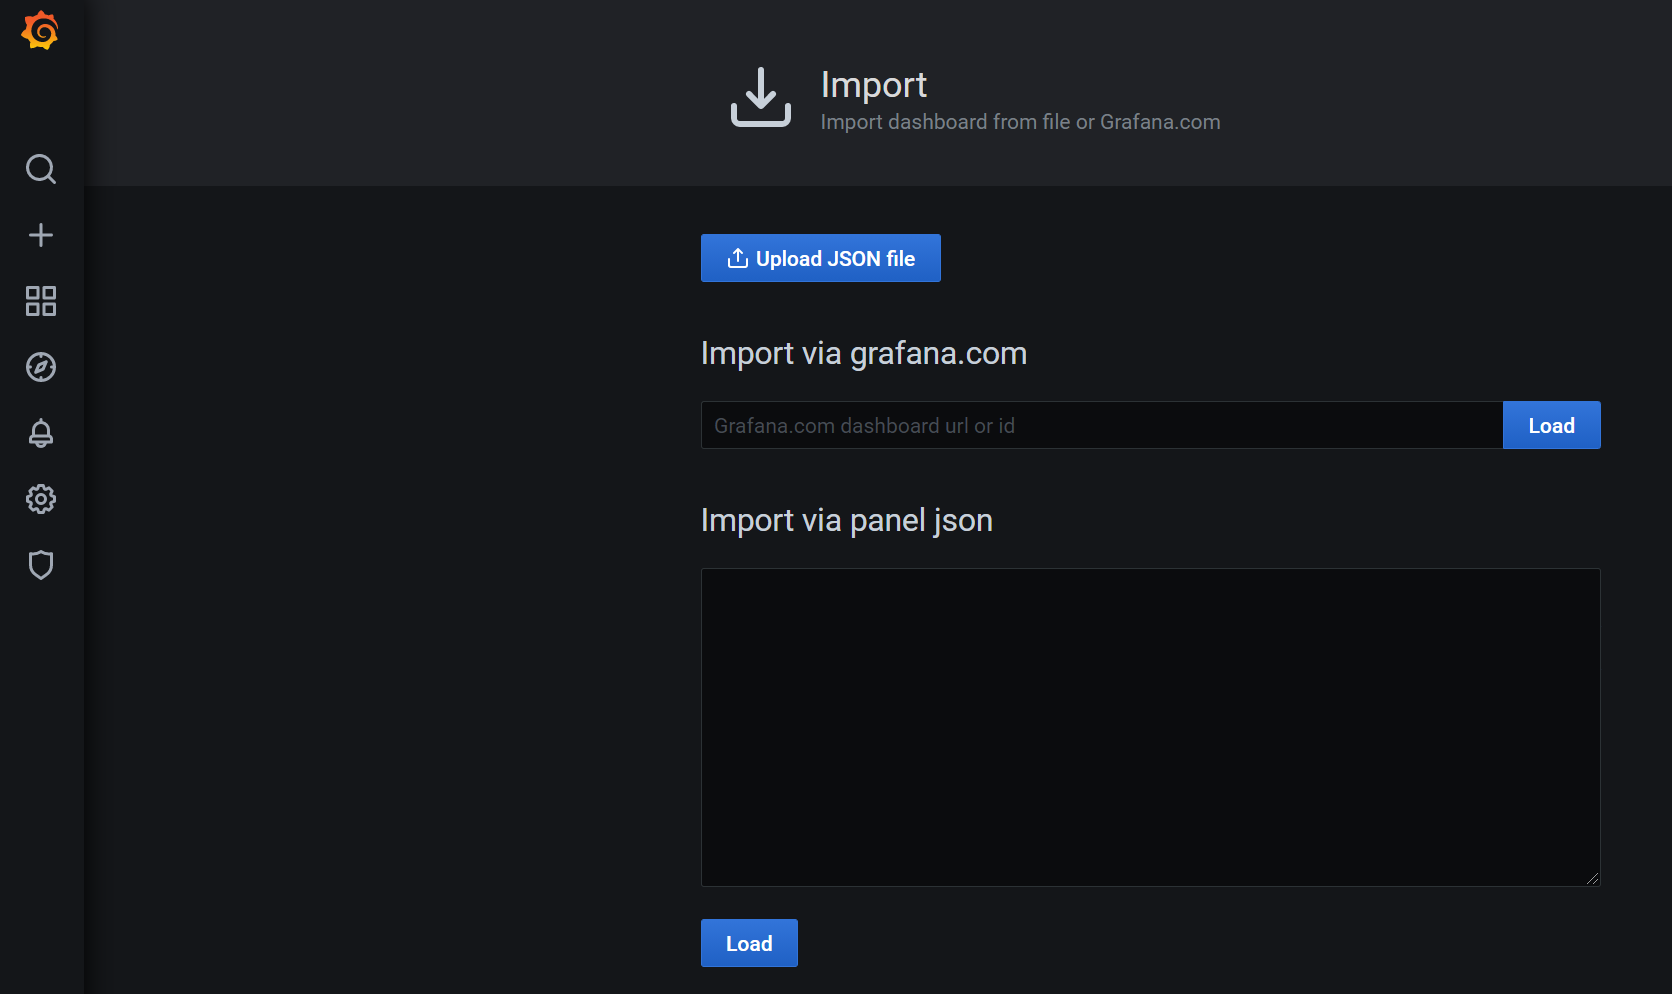 Import
Import dashboard from file or Grafana.com
Upload JSON file
Import via grafana.com
Grafana.com dashboard url or id
Load
Import via panel json
Load